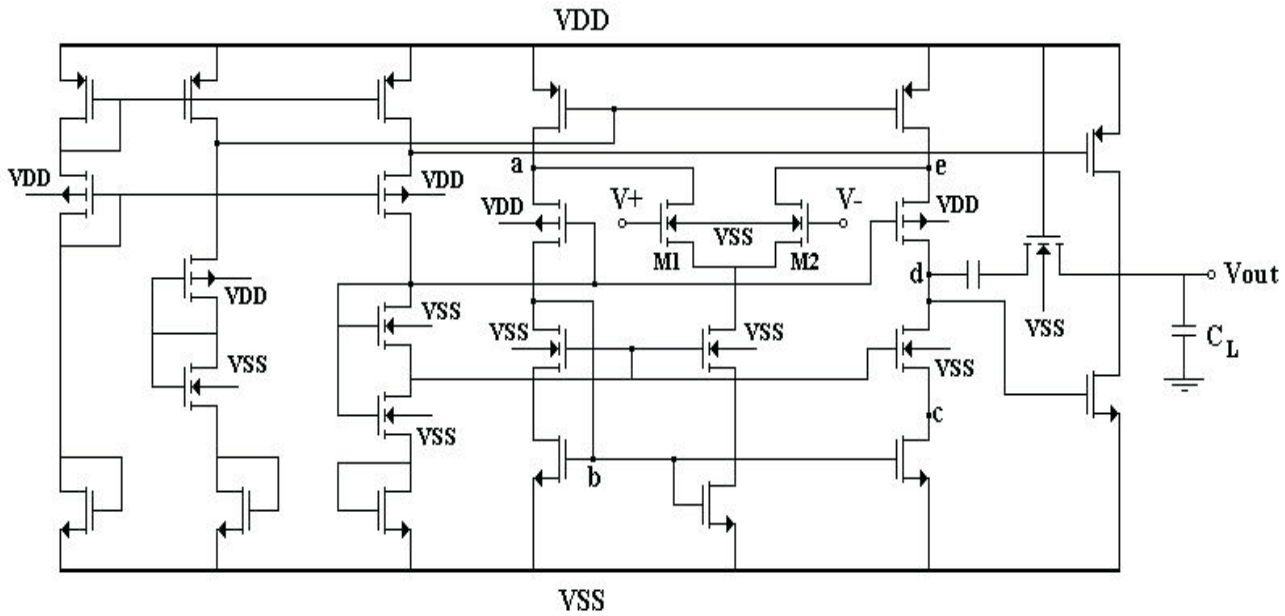 VDD
a
e
VDD
VDD
V+
V-
VDD
VSS
VDD
M1
M2
d
Vout
VDD
VSS
VSS
VSS
VSS
C_L
VSS
VSS
c
VSS
b
VSS